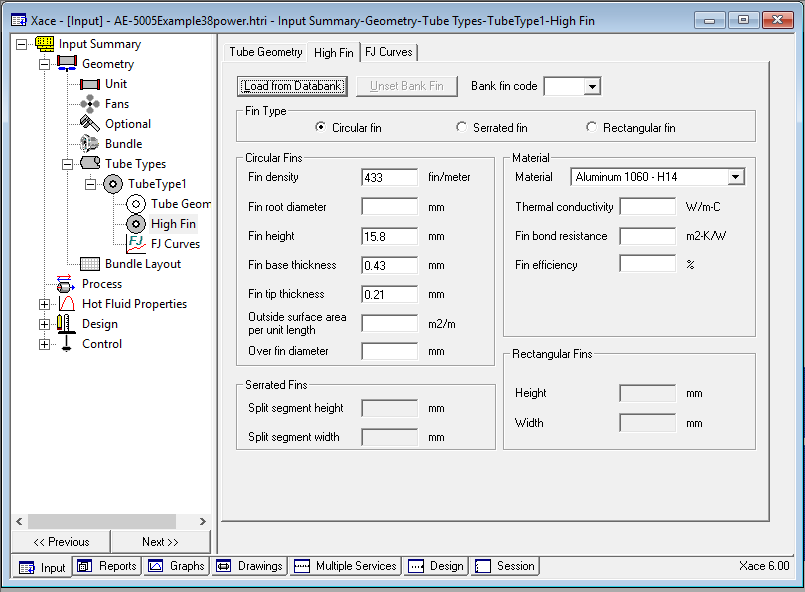 Xace - [Input] - AE-5005Example38power.htri - Input Summary-Geometry-Tube Types-TubeType1-High Fin
Input Summary
Geometry
Unit
Fans
Optional
Bundle
Tube Types
TubeType1
Tube Geom
High Fin
FJ
FJ Curves
Bundle Layout
Process
Hot Fluid Properties
Design
Control
<< Previous
Next >>
Tube Geometry
High Fin
FJ Curves
Load from Databank
Unset Bank Fin
Bank fin code
Fin Type
Circular fin
Serrated fin
Rectangular fin
Circular Fins
Fin density 433 fin/meter
Fin root diameter mm
Fin height 15.8 mm
Fin base thickness 0.43 mm
Fin tip thickness 0.21 mm
Outside surface area
per unit length m2/m
Over fin diameter mm
Serrated Fins
Split segment height mm
Split segment width mm
Material
Material Aluminum 1060 - H14
Thermal conductivity W/m-C
Fin bond resistance m2-K/W
Fin efficiency %
Rectangular Fins
Height mm
Width mm
Input
Reports
Graphs
Drawings
Multiple Services
Design
Session
Xace 6.00